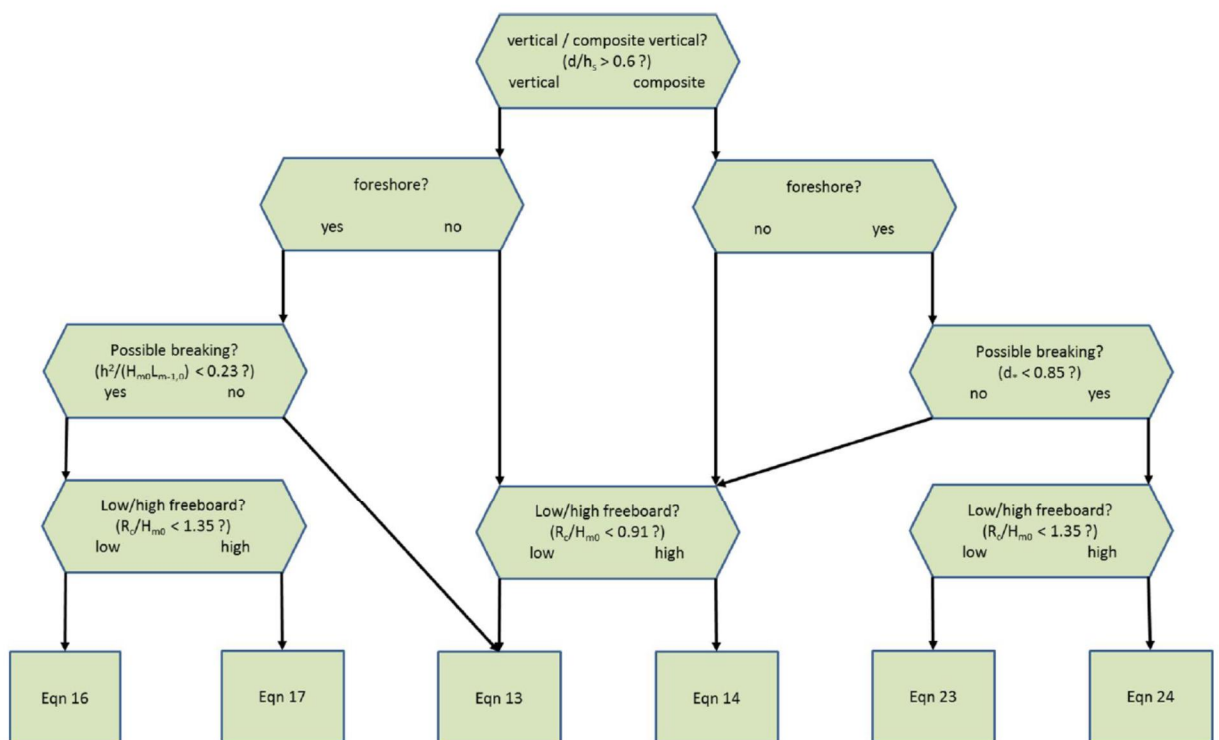 vertical / composite vertical?
(d/hₛ > 0.6 ?)
vertical composite
foreshore?
yes no
foreshore?
no yes
Possible breaking?
(h²/(Hₘ₀Lₘ₋₁,₀) < 0.23 ?)
yes no
Possible breaking?
(d* < 0.85 ?)
no yes
Low/high freeboard?
(R꜀/Hₘ₀ < 1.35 ?)
low high
Low/high freeboard?
(R꜀/Hₘ₀ < 0.91 ?)
low high
Low/high freeboard?
(R꜀/Hₘ₀ < 1.35 ?)
low high
Eqn 16
Eqn 17
Eqn 13
Eqn 14
Eqn 23
Eqn 24